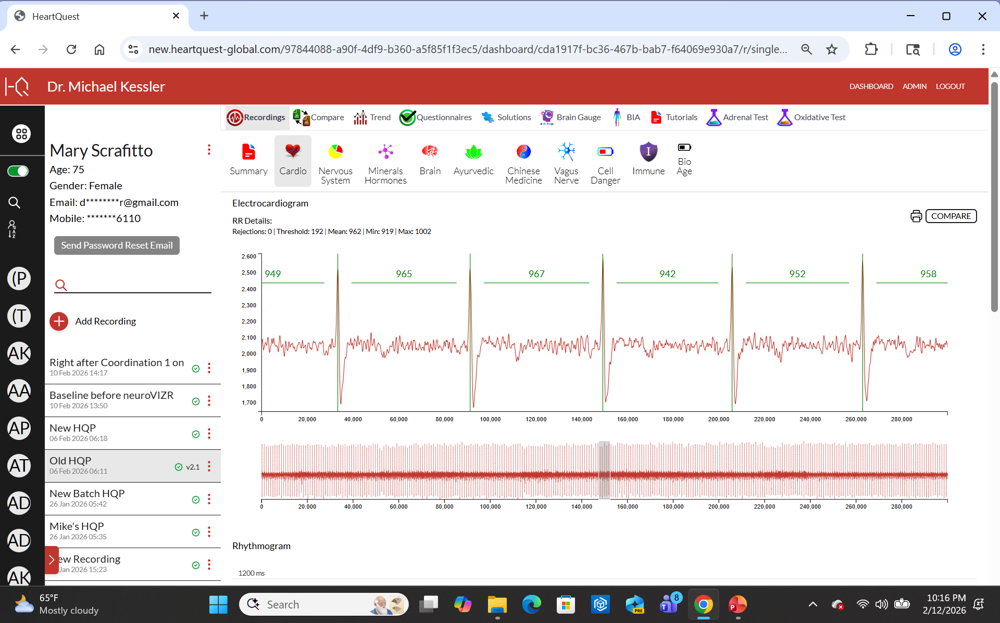 HeartQuest
new.heartquest-global.com/97844088-a90f-4df9-b360-a5f85f1f3ec5/dashboard/cda1917f-bc36-467b-bab7-f64069e930a7/r/single...
Dr. Michael Kessler
DASHBOARD ADMIN LOGOUT
Recordings Compare Trend Questionnaires Solutions Brain Gauge BIA Tutorials Adrenal Test Oxidative Test
Summary
Cardio
Nervous
System
Minerals
Hormones
Brain
Ayurvedic
Chinese
Medicine
Vagus
Nerve
Cell
Danger
Immune
Bio
Age
Mary Scrafitto
Age: 75
Gender: Female
Email: d********r@gmail.com
Mobile: *******6110
Send Password Reset Email
Add Recording
Right after Coordination 1 on
10 Feb 2026 14:17
Baseline before neuroVIZR
10 Feb 2026 13:50
New HQP
06 Feb 2026 06:18
Old HQP
06 Feb 2026 06:11
v2.1
New Batch HQP
26 Jan 2026 05:42
Mike's HQP
26 Jan 2026 05:35
ew Recording
Jan 2026 15:23
(P
(T
AK
AA
AP
AT
AD
AD
AK
Electrocardiogram
RR Details:
Rejections: 0 | Threshold: 192 | Mean: 962 | Min: 919 | Max: 1002
COMPARE
949 965 967 942 952 958
2,600
2,500
2,400
2,300
2,200
2,100
2,000
1,900
1,800
1,700
0 20,000 40,000 60,000 80,000 100,000 120,000 140,000 160,000 180,000 200,000 220,000 240,000 260,000 280,000
0 20,000 40,000 60,000 80,000 100,000 120,000 140,000 160,000 180,000 200,000 220,000 240,000 260,000 280,000
Rhythmogram
1200 ms
65°F
Mostly cloudy
Search
PRE
8
10:16 PM
2/12/2026